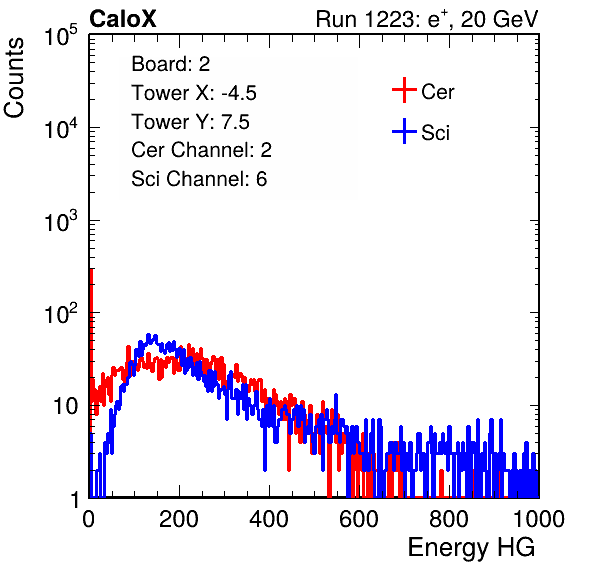 CaloX Run 1223: e⁺, 20 GeV
Counts
Board: 2
Tower X: -4.5
Tower Y: 7.5
Cer Channel: 2
Sci Channel: 6
Cer
Sci
10⁵
10⁴
10³
10²
10
1
0 200 400 600 800 1000
Energy HG